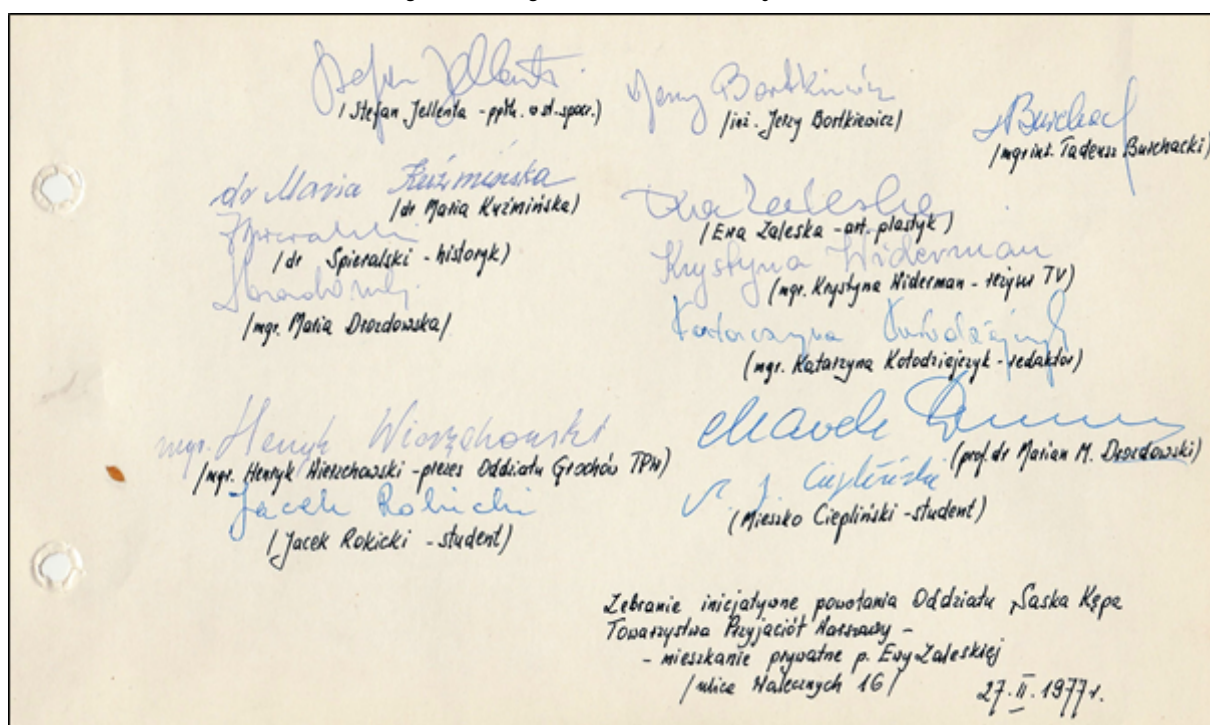 Stefan Jellenta
/Stefan Jellenta - ppłk. w st. spocz.)
Jerzy Bortkiewicz
/inż. Jerzy Bortkiewicz/
TBurchac
/mgr inż. Tadeusz Burchacki)
dr Maria Kuźmińska
/dr Maria Kuźmińska)
Spieralski
/dr Spieralski - historyk)
/mgr. Maria Drozdowska/
Ewa Zaleska
/Ewa Zaleska - art. plastyk)
Krystyna Widerman
(mgr. Krystyna Widerman - reżyser TV)
Katarzyna Kołodziejczyk
(mgr. Katarzyna Kołodziejczyk - redaktor)
mgr. Henryk Wierzchowski
/mgr. Henryk Wierzchowski - prezes Oddziału Grochów TPW)
Jacek Rokicki
/Jacek Rokicki - student)
Marek
(prof. dr Marian M. Drozdowski)
Ciepliński
(Mieszko Ciepliński - student)
Zebranie inicjatywne powołania Oddziału „Saska Kępa
Towarzystwa Przyjaciół Warszawy -
- mieszkanie prywatne p. Ewy Zaleskiej
/ulica Walecznych 16/
27.II.1977r.